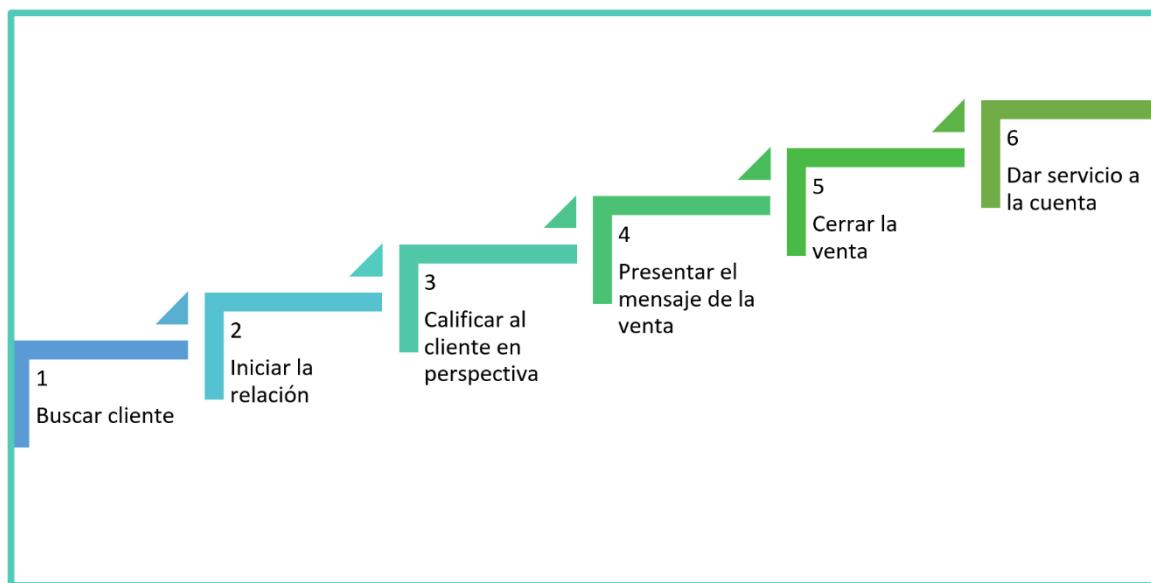 1
Buscar cliente
2
Iniciar la
relación
3
Calificar al
cliente en
perspectiva
4
Presentar el
mensaje de la
venta
5
Cerrar la
venta
6
Dar servicio a
la cuenta